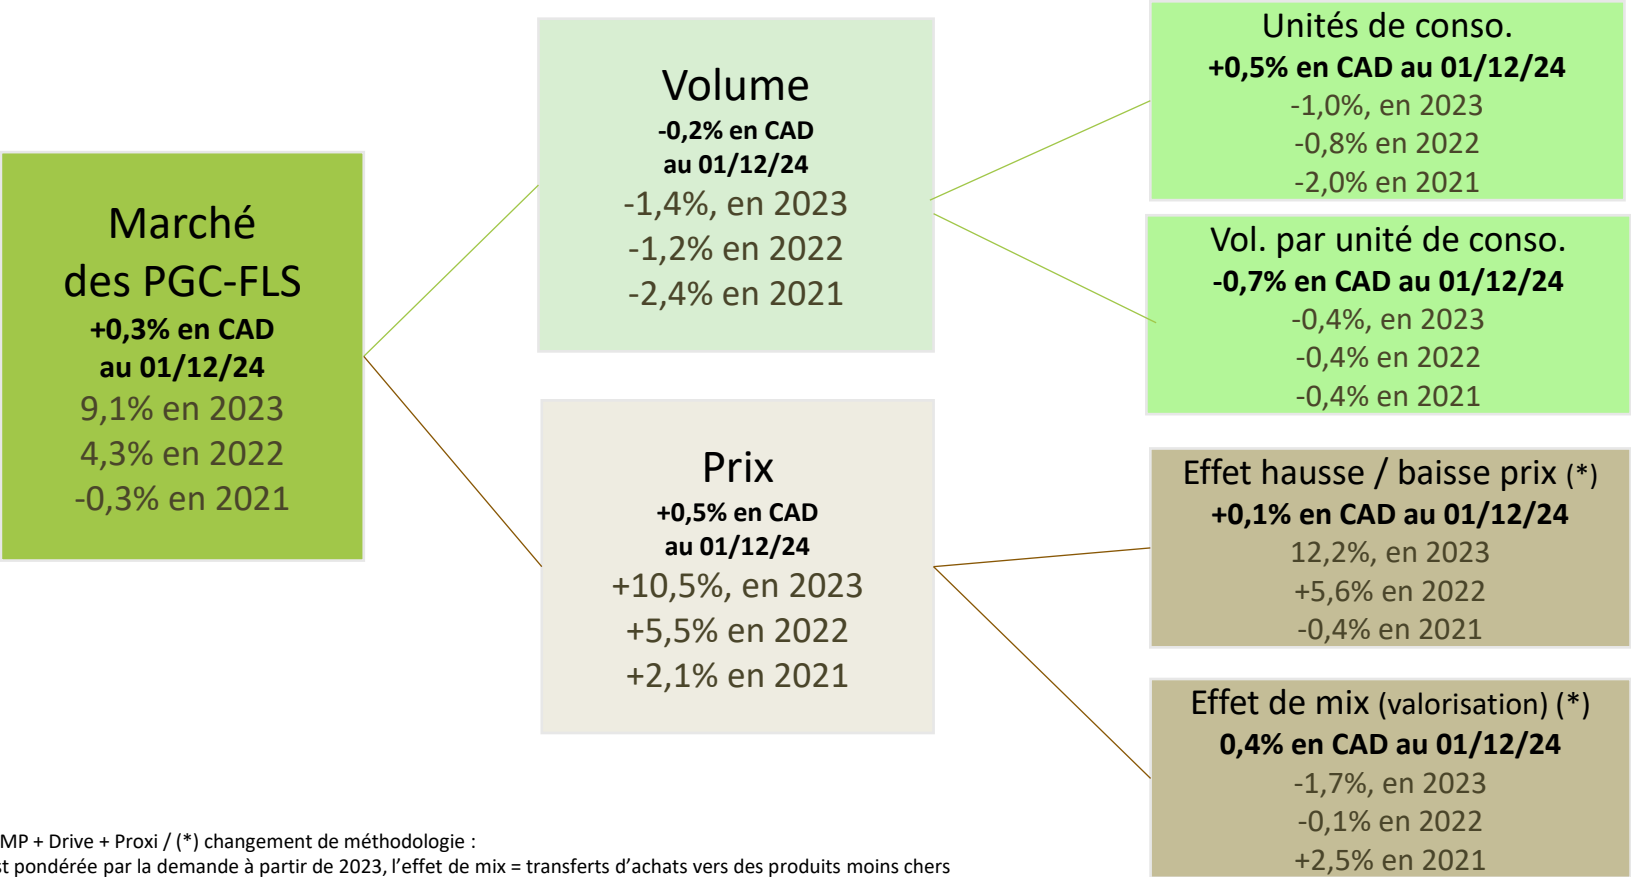 Marché
des PGC-FLS
+0,3% en CAD
au 01/12/24
9,1% en 2023
4,3% en 2022
-0,3% en 2021
Volume
-0,2% en CAD
au 01/12/24
-1,4%, en 2023
-1,2% en 2022
-2,4% en 2021
Prix
+0,5% en CAD
au 01/12/24
+10,5%, en 2023
+5,5% en 2022
+2,1% en 2021
Unités de conso.
+0,5% en CAD au 01/12/24
-1,0%, en 2023
-0,8% en 2022
-2,0% en 2021
Vol. par unité de conso.
-0,7% en CAD au 01/12/24
-0,4%, en 2023
-0,4% en 2022
-0,4% en 2021
Effet hausse / baisse prix (*)
+0,1% en CAD au 01/12/24
12,2%, en 2023
+5,6% en 2022
-0,4% en 2021
Effet de mix (valorisation) (*)
0,4% en CAD au 01/12/24
-1,7%, en 2023
-0,1% en 2022
+2,5% en 2021
MP + Drive + Proxi / (*) changement de méthodologie :
st pondérée par la demande à partir de 2023, l'effet de mix = transferts d'achats vers des produits moins chers